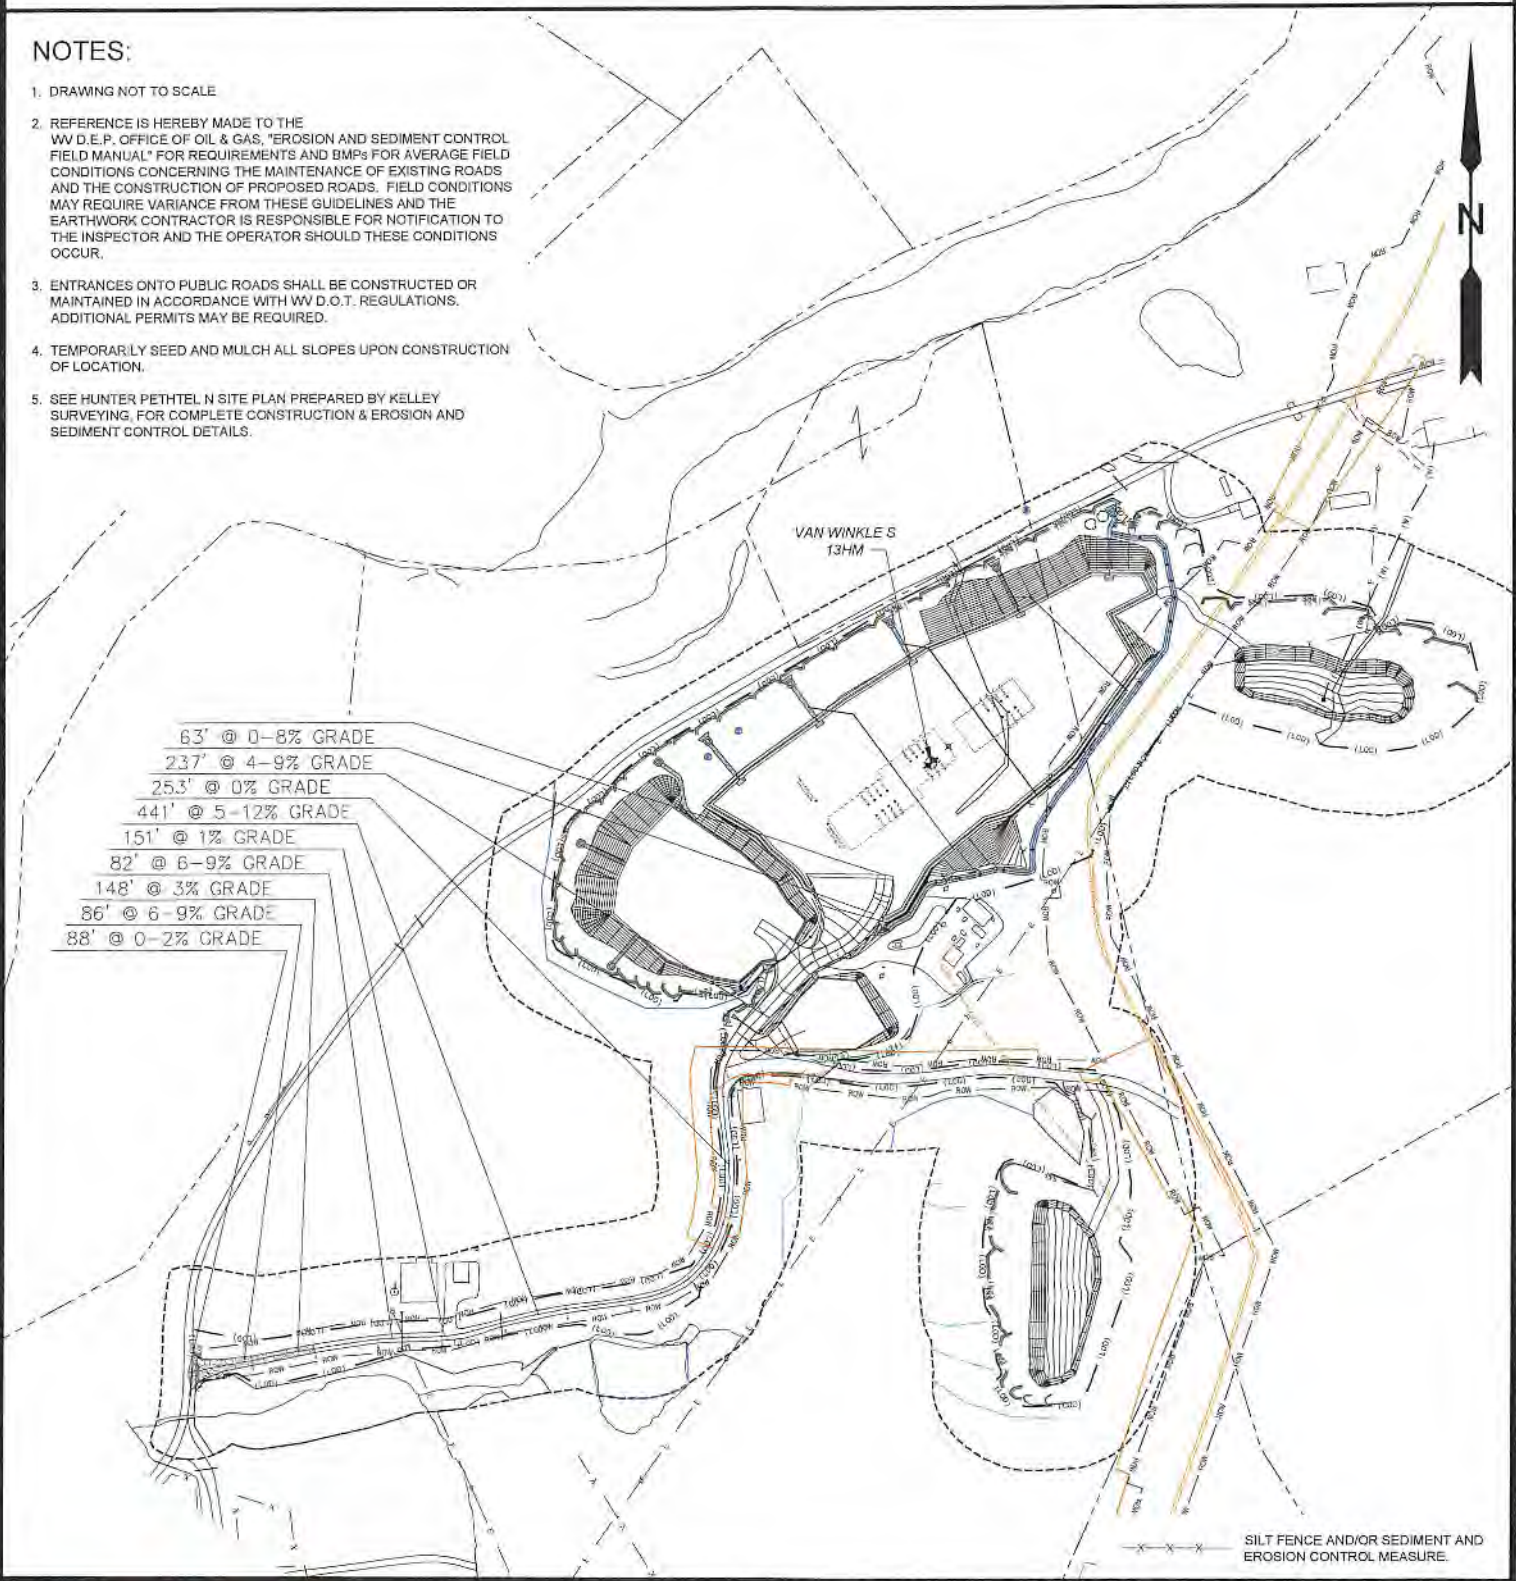 NOTES:
1. DRAWING NOT TO SCALE
2. REFERENCE IS HEREBY MADE TO THE
WV D.E.P. OFFICE OF OIL & GAS, "EROSION AND SEDIMENT CONTROL
FIELD MANUAL" FOR REQUIREMENTS AND BMPs FOR AVERAGE FIELD
CONDITIONS CONCERNING THE MAINTENANCE OF EXISTING ROADS
AND THE CONSTRUCTION OF PROPOSED ROADS. FIELD CONDITIONS
MAY REQUIRE VARIANCE FROM THESE GUIDELINES AND THE
EARTHWORK CONTRACTOR IS RESPONSIBLE FOR NOTIFICATION TO
THE INSPECTOR AND THE OPERATOR SHOULD THESE CONDITIONS
OCCUR.
3. ENTRANCES ONTO PUBLIC ROADS SHALL BE CONSTRUCTED OR
MAINTAINED IN ACCORDANCE WITH WV D.O.T. REGULATIONS.
ADDITIONAL PERMITS MAY BE REQUIRED.
4. TEMPORARILY SEED AND MULCH ALL SLOPES UPON CONSTRUCTION
OF LOCATION.
5. SEE HUNTER PETHTEL N SITE PLAN PREPARED BY KELLEY
SURVEYING, FOR COMPLETE CONSTRUCTION & EROSION AND
SEDIMENT CONTROL DETAILS.
N
VAN WINKLE S
13HM
63' @ 0-8% GRADE
237' @ 4-9% GRADE
253' @ 0% GRADE
441' @ 5-12% GRADE
151' @ 1% GRADE
82' @ 6-9% GRADE
148' @ 3% GRADE
86' @ 6-9% GRADE
88' @ 0-2% GRADE
SILT FENCE AND/OR SEDIMENT AND
EROSION CONTROL MEASURE.